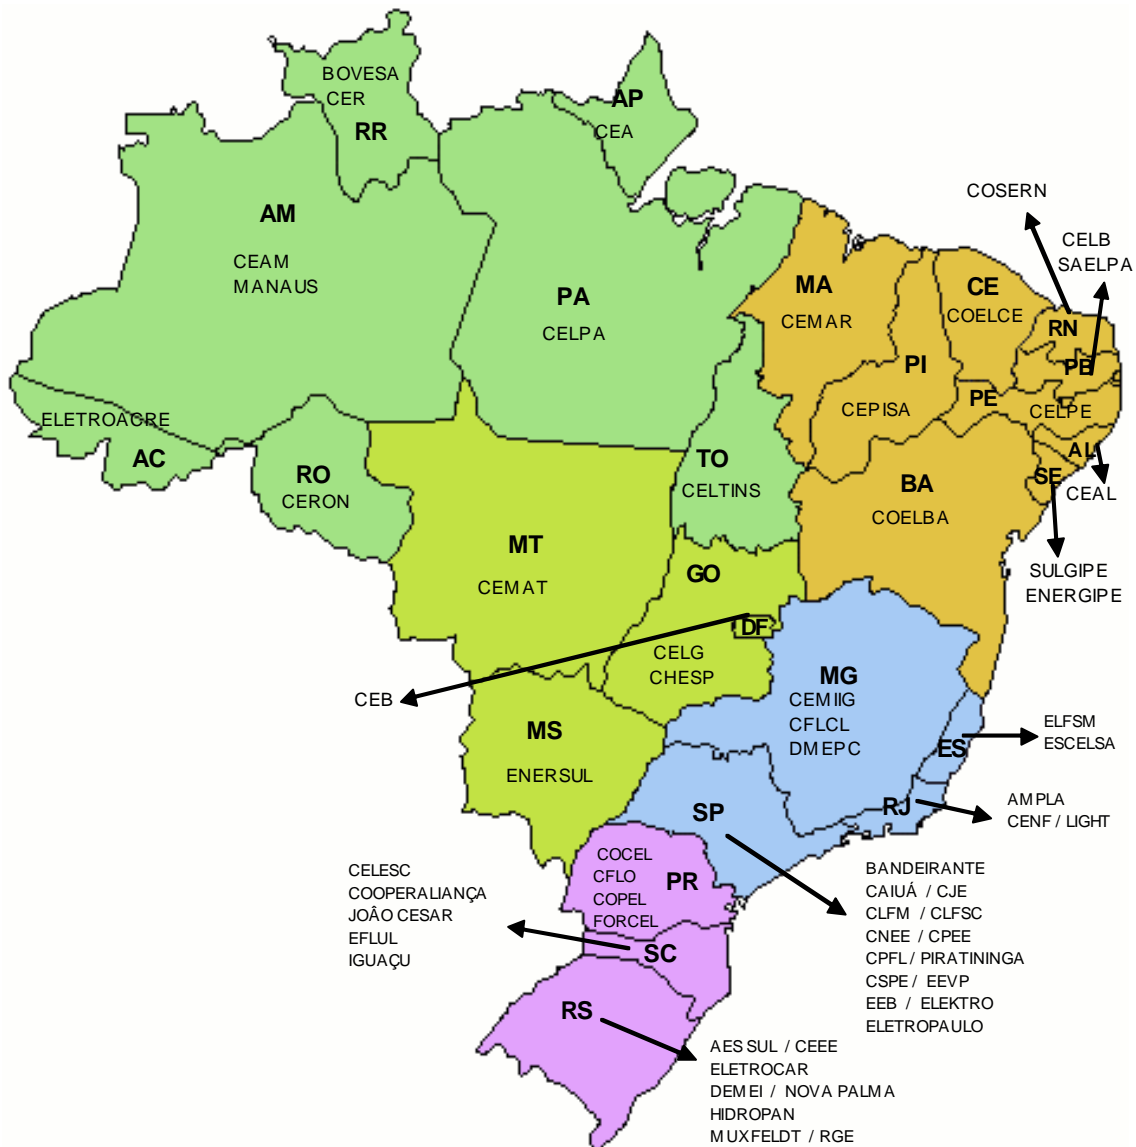 BOVESA
CER
RR
AP
CEA
AM
CEAM
MANAUS
PA
CELPA
COSERN
CELB
SAELPA
MA
CEMAR
CE
COELCE
RN
PB
PI
CEPISA
PE
CELPE
AL
CEAL
SE
SULGIPE
ENERGIPE
ELETROACRE
AC
RO
CERON
TO
CELTINS
BA
COELBA
MT
CEMAT
GO
DF
CELG
CHESP
CEB
MG
CEMIIG
CFLCL
DMEPC
MS
ENERSUL
ES
ELFSM
ESCELSA
RJ
AMPLA
CENF / LIGHT
SP
BANDEIRANTE
CAIUÁ / CJE
CLFM / CLFSC
CNEE / CPEE
CPFL/ PIRATININGA
CSPE/ EEVP
EEB / ELEKTRO
ELETROPAULO
COCEL
CFLO
COPEL
FORCEL
PR
CELESC
COOPERALIANÇA
JOÂO CESAR
EFLUL
IGUAÇU
SC
RS
AES SUL / CEEE
ELETROCAR
DEMEI / NOVA PALMA
HIDROPAN
MUXFELDT / RGE